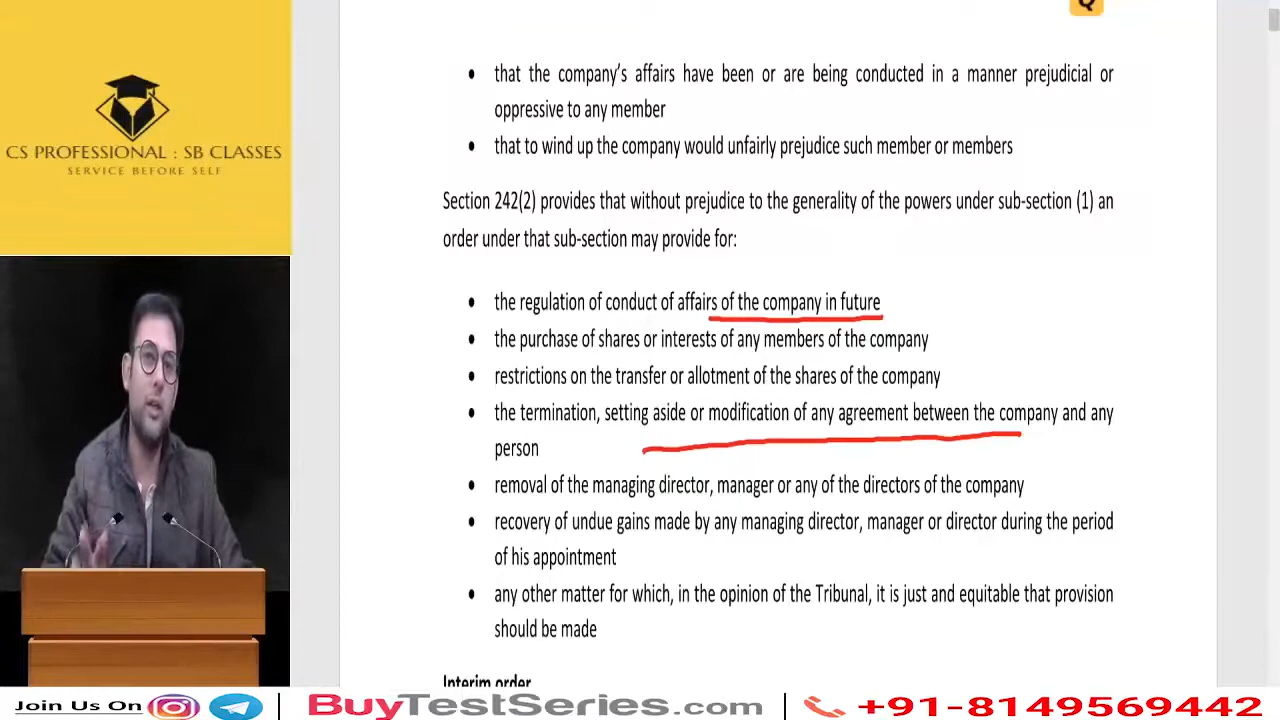 Q
that the company's affairs have been or are being conducted in a manner prejudicial or
oppressive to any member
that to wind up the company would unfairly prejudice such member or members
CS PROFESSIONAL : SB CLASSES
SERVICE BEFORE SELF
Section 242(2) provides that without prejudice to the generality of the powers under sub-section (1) an
order under that sub-section may provide for:
the regulation of conduct of affairs of the company in future
the purchase of shares or interests of any members of the company
restrictions on the transfer or allotment of the shares of the company
the termination, setting aside or modification of any agreement between the company and any
person
removal of the managing director, manager or any of the directors of the company
recovery of undue gains made by any managing director, manager or director during the period
of his appointment
any other matter for which, in the opinion of the Tribunal, it is just and equitable that provision
should be made
Interim order
Join Us On
BuyTestSeries.com
+91-8149569442